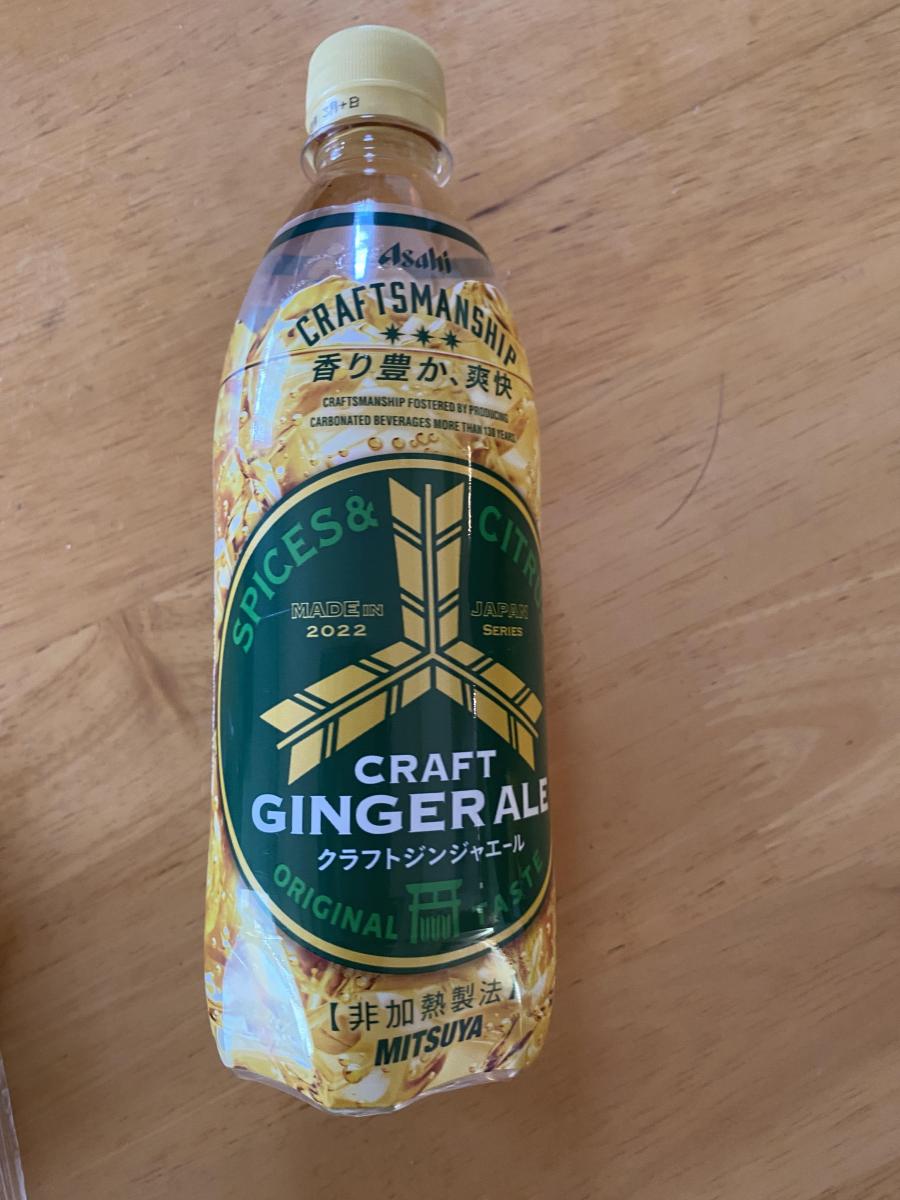 Asahi
CRAFTSMANSHIP
香り豊か、爽快
CRAFTSMANSHIP FOSTERED BY PRODUCING
CARBONATED BEVERAGES MORE THAN 130 YEARS
SPICES& CITRU
MADE IN JAPAN
2022 SERIES
CRAFT
GINGER ALE
クラフトジンジャエール
ORIGINAL TASTE
【非加熱製法】
MITSUYA